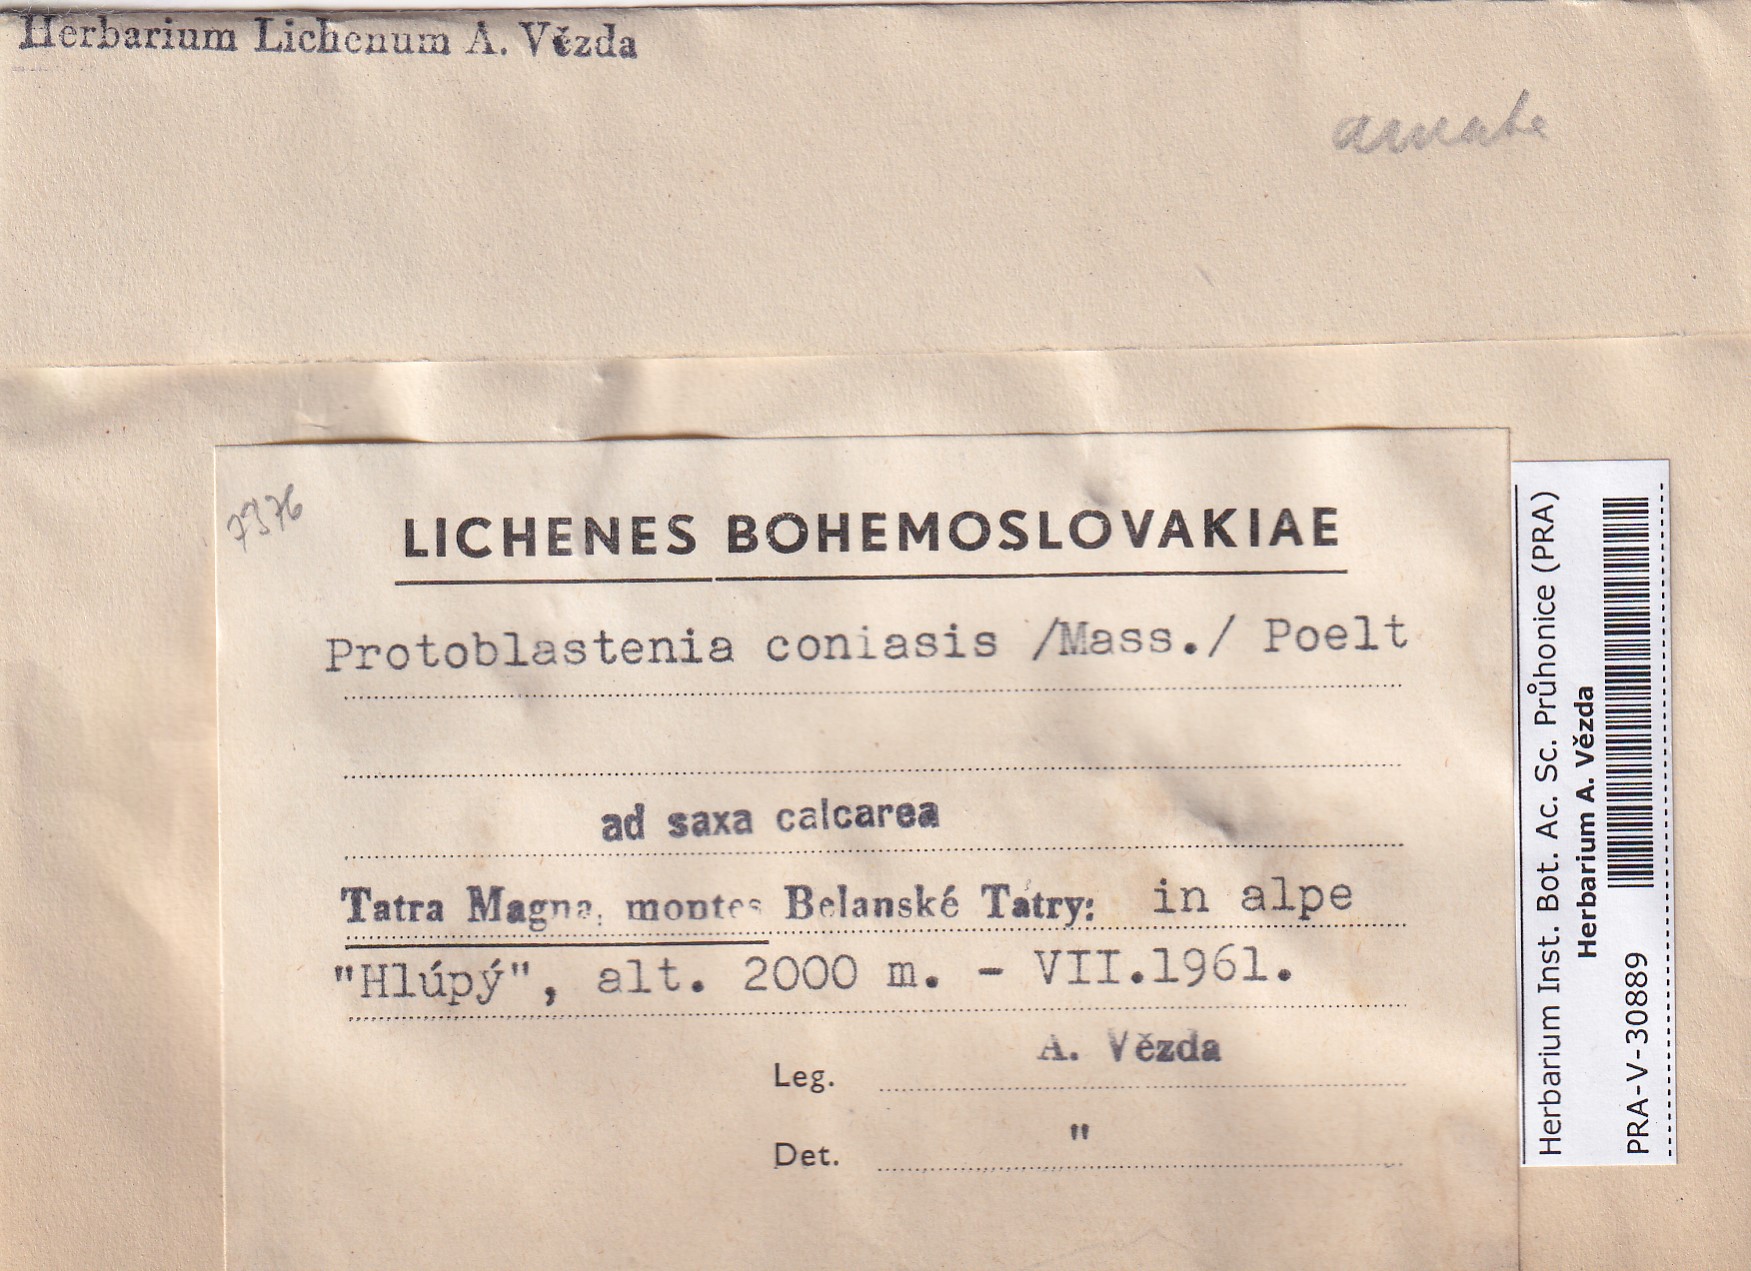 Herbarium Lichenum A. Vězda
7376
LICHENES BOHEMOSLOVAKIAE
Protoblastenia coniasis /Mass./ Poelt
ad saxa calcarea
Tatra Magna, montes Belanské Tatry: in alpe
"Hlúpý", alt. 2000 m. - VII.1961.
Leg. A. Vězda
Det. "
Herbarium Inst. Bot. Ac. Sc. Průhonice (PRA)
Herbarium A. Vězda
PRA-V-30889